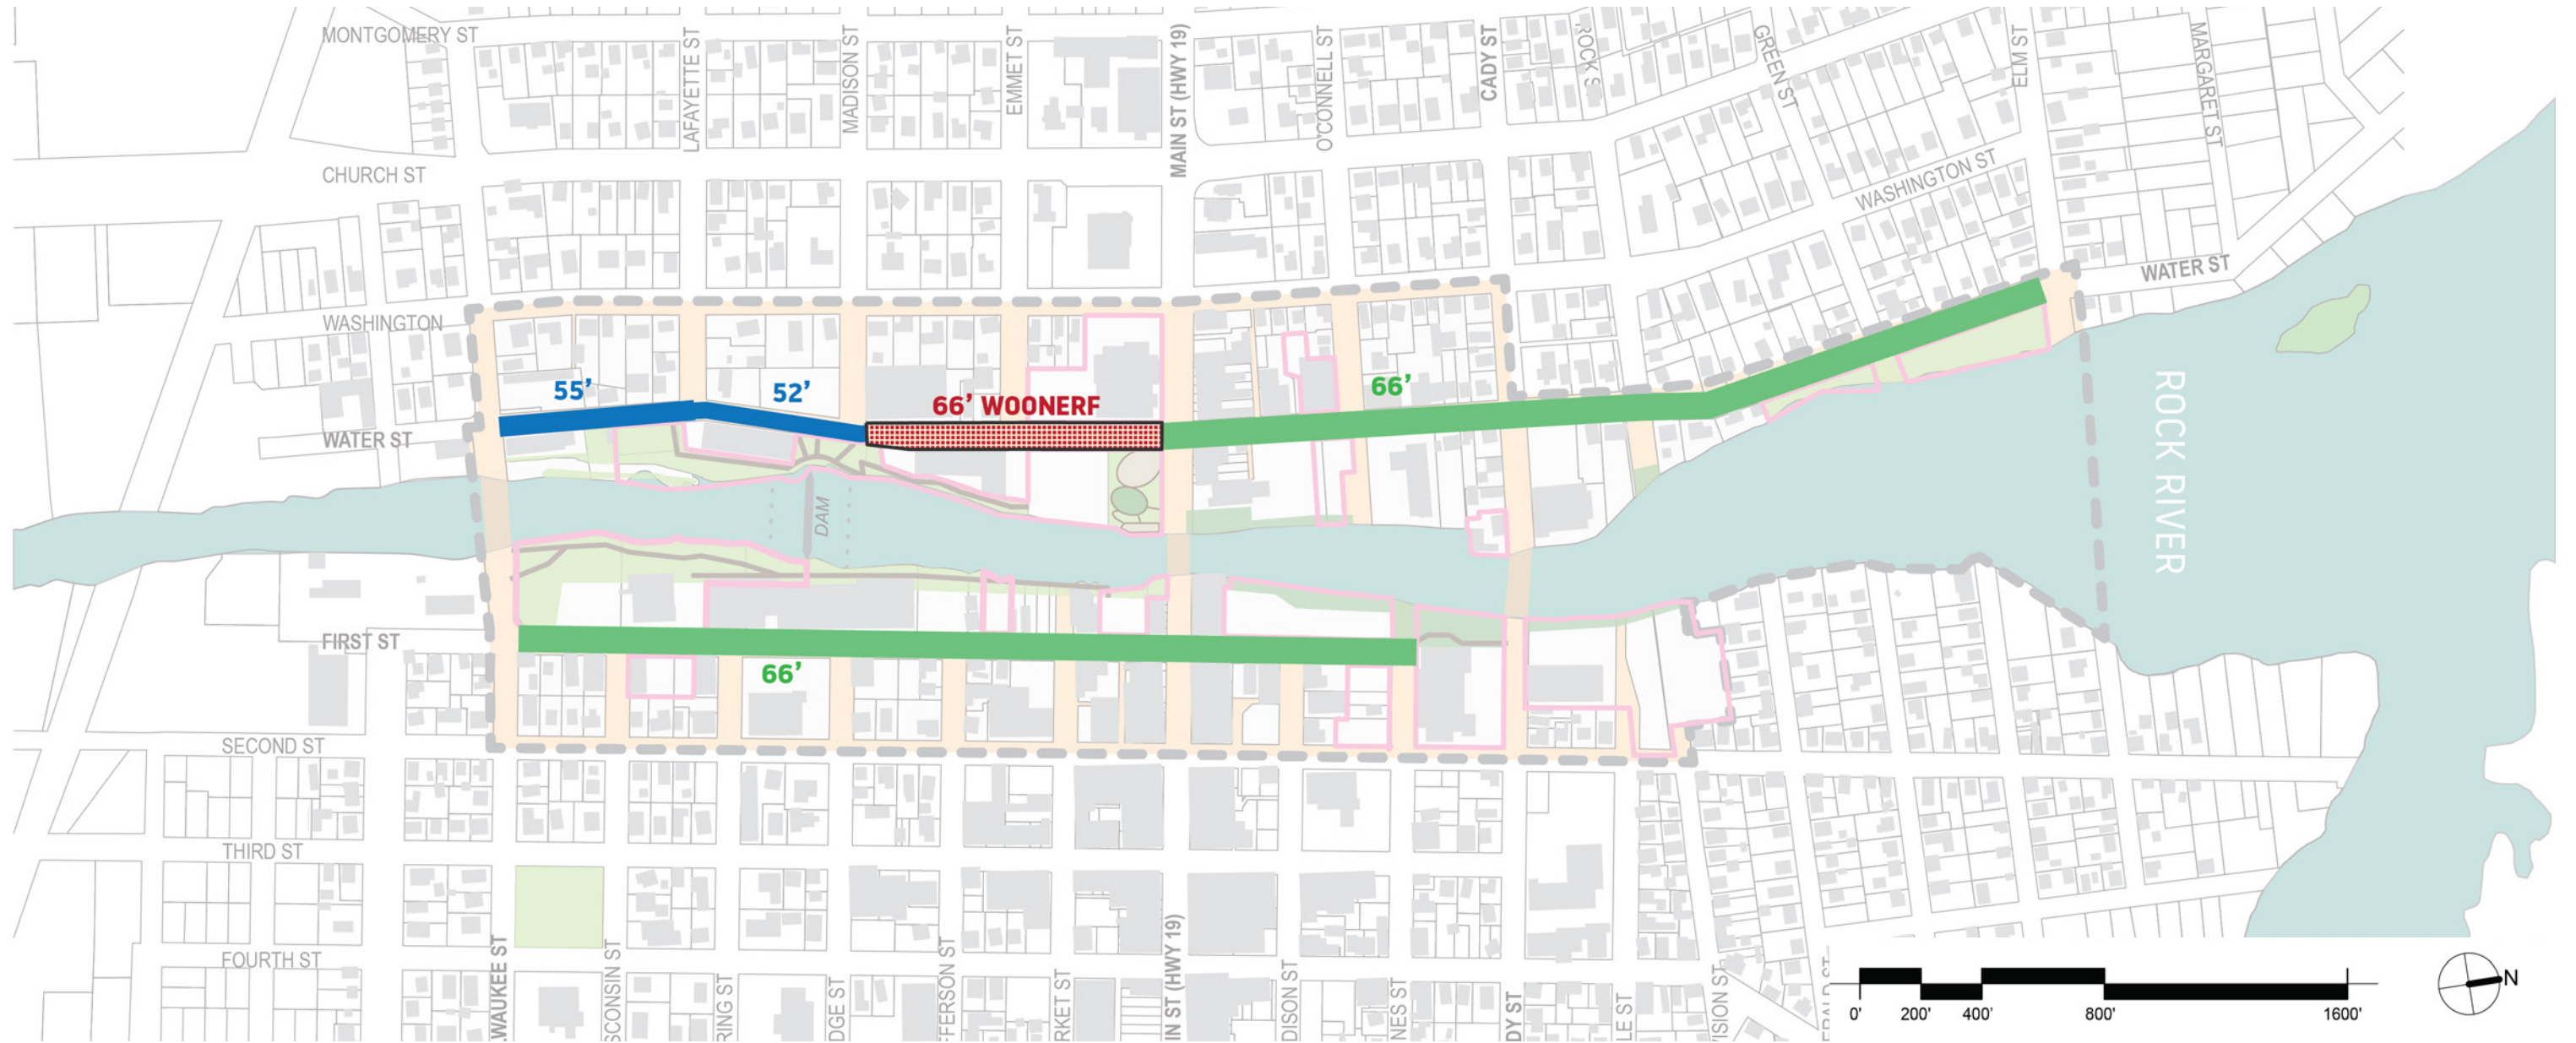 MONTGOMERY ST
LAFAYETTE ST
MADISON ST
EMMET ST
MAIN ST (HWY 19)
O'CONNELL ST
CADY ST
ROCK S
GREEN ST
ELM ST
MARGARET ST
CHURCH ST
WASHINGTON ST
WATER ST
WASHINGTON
55’
52’
66’ WOONERF
66’
WATER ST
ROCK RIVER
DAM
FIRST ST
66’
SECOND ST
THIRD ST
FOURTH ST
LWAUKEE ST
SCONSIN ST
RING ST
DGE ST
FFERSON ST
RKET ST
IN ST (HWY 19)
DISON ST
NES ST
DY ST
LE ST
ISION ST
N
0' 200' 400' 800' 1600'